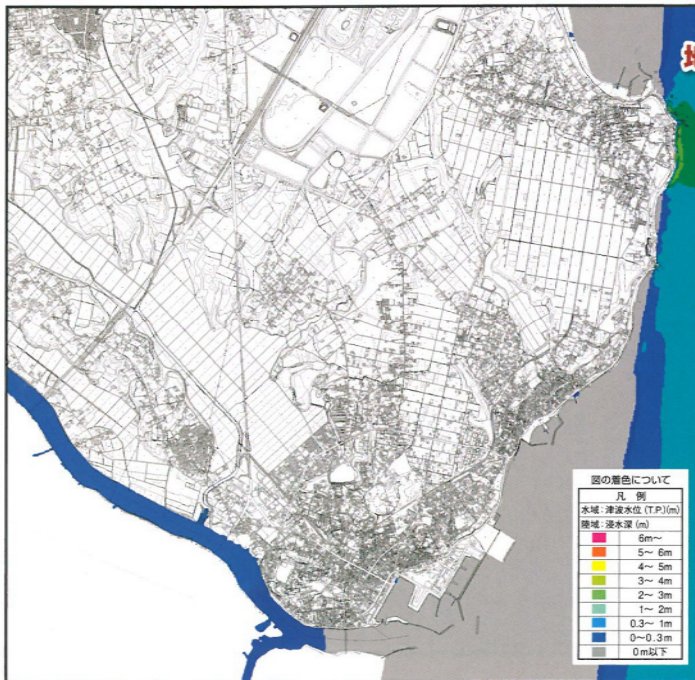 地
図の着色について
凡 例
水域:津波水位(T.P.)(m)
陸域:浸水深(m)
6m～
5～ 6m
4～ 5m
3～ 4m
2～ 3m
1～ 2m
0.3～ 1m
0～0.3m
0m以下